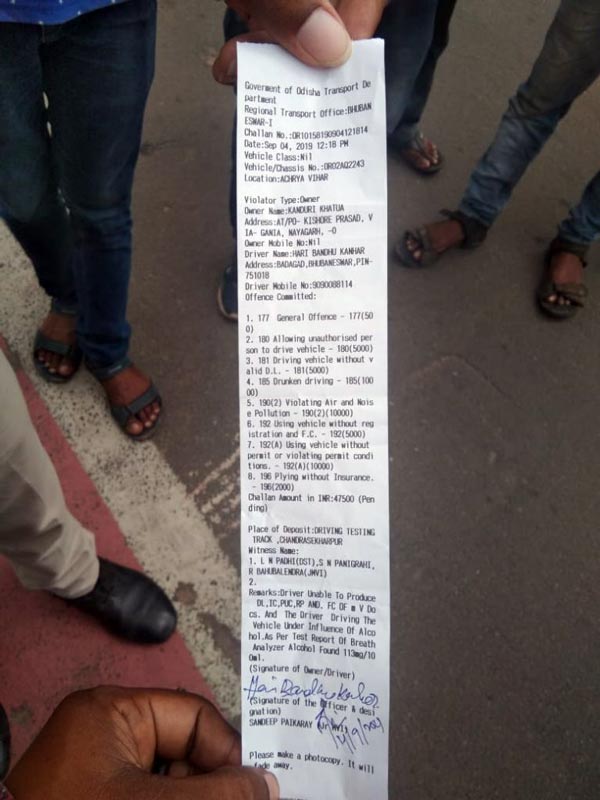 Goverment of Odisha Transport De
partment
Regional Transport Office:BHUBAN
ESWAR-I
Challan No.:OR101581909041218​14
Date:Sep 04, 2019 12:18 PM
Vehicle Class:Nil
Vehicle/Chassis No.:OR02AQ2243
Location:ACHRYA VIHAR
Violator Type:Owner
Owner Name:KANDURI KHATUA
Address:AT/PO- KISHORE PRASAD, V
IA- GANIA, NAYAGARH, -0
Owner Mobile No:Nil
Driver Name:HARI BANDHU KANHAR
Address:BADAGAD,BHUBANESWAR,PIN-
751018
Driver Mobile No:9090088114
Offence Committed:
1. 177 General Offence - 177(50
0)
2. 180 Allowing unauthorised per
son to drive vehicle - 180(5000)
3. 181 Driving vehicle without v
alid D.L. - 181(5000)
4. 185 Drunken driving - 185(100
00)
5. 190(2) Violating Air and Nois
e Pollution - 190(2)(10000)
6. 192 Using vehicle without reg
istration and F.C. - 192(5000)
7. 192(A) Using vehicle without
permit or violating permit condi
tions. - 192(A)(10000)
8. 196 Plying without Insurance.
- 196(2000)
Challan Amount in INR:47500 (Pen
ding)
Place of Deposit:DRIVING TESTING
TRACK ,CHANDRASEKHARPUR
Witness Name:
1. L N PADHI(DST),S N PANIGRAHI,
R BAHUBALENDRA(JMVI)
2.
Remarks:Driver Unable To Produce
DL,IC,PUC,RP AND. FC OF m V Do
cs. And The Driver Driving The
Vehicle Under Influence Of Alco
hol.As Per Test Report Of Breath
Analyzer Alcohol Found 113mg/10
0ml.
(Signature of Owner/Driver)
(Signature of the Officer & desi
gnation)
SANDEEP PAIKARAY
Please make a photocopy. It will
fade away.